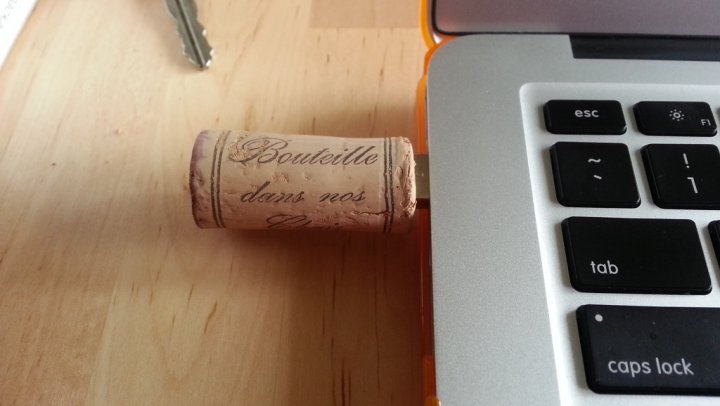 Bouteille
dans nos
esc
F1
~
`
!
1
tab
caps lock